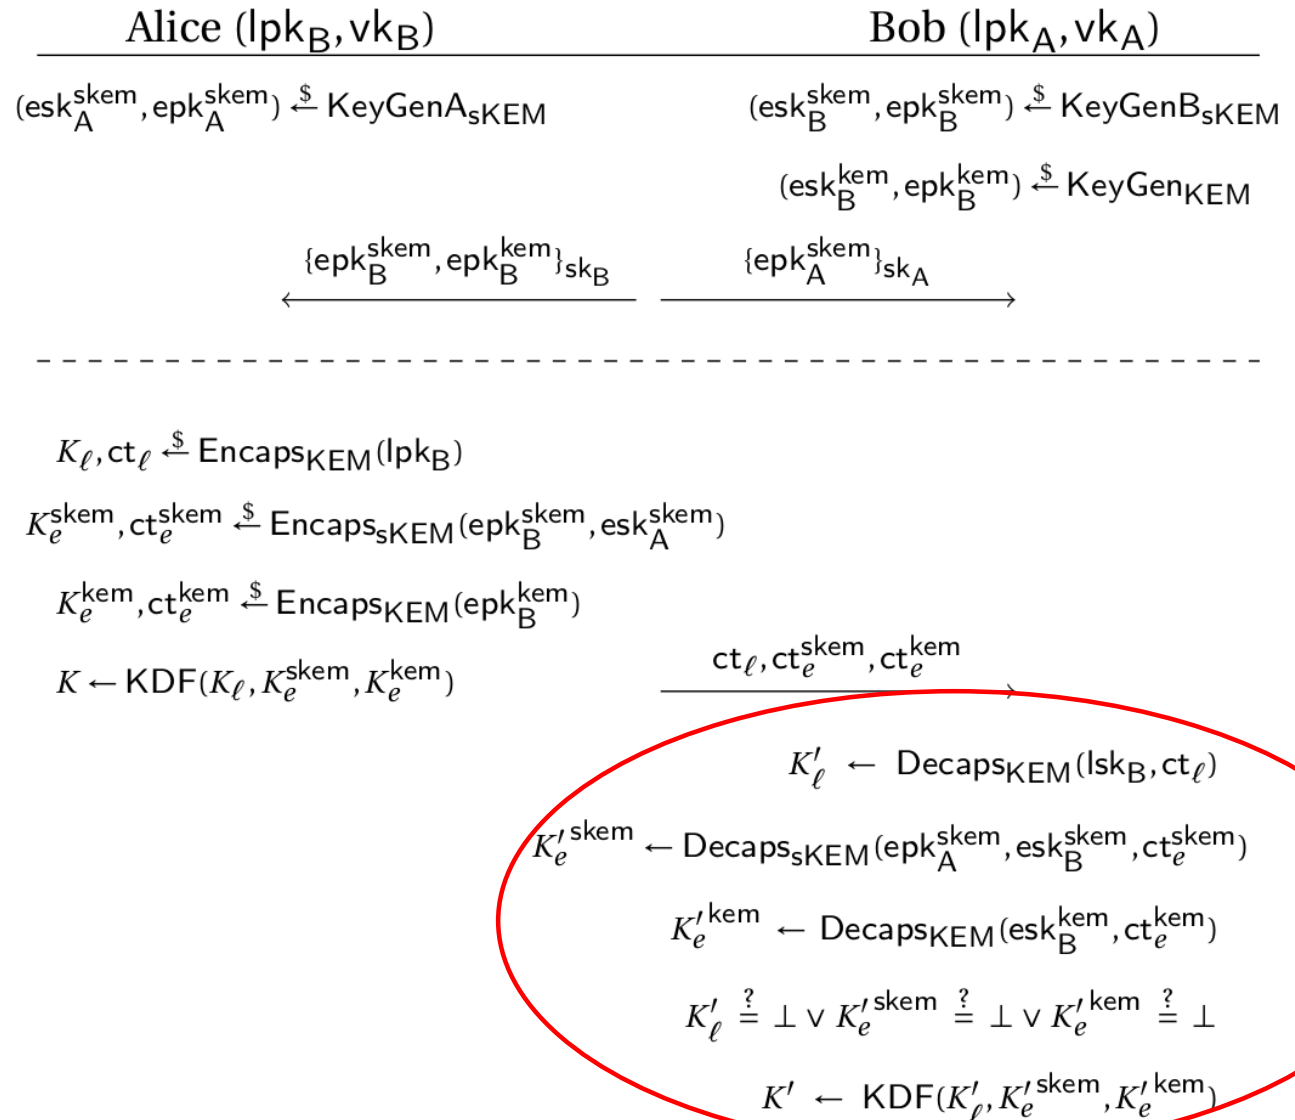 Alice (lpk_B, vk_B) Bob (lpk_A, vk_A)
(esk_A^skem, epk_A^skem) ←$ KeyGenA_sKEM (esk_B^skem, epk_B^skem) ←$ KeyGenB_sKEM
(esk_B^kem, epk_B^kem) ←$ KeyGen_KEM
{epk_B^skem, epk_B^kem}_sk_B {epk_A^skem}_sk_A
K_ℓ, ct_ℓ ←$ Encaps_KEM(lpk_B)
K_e^skem, ct_e^skem ←$ Encaps_sKEM(epk_B^skem, esk_A^skem)
K_e^kem, ct_e^kem ←$ Encaps_KEM(epk_B^kem)
K ← KDF(K_ℓ, K_e^skem, K_e^kem) ct_ℓ, ct_e^skem, ct_e^kem
K'_ℓ ← Decaps_KEM(lsk_B, ct_ℓ)
K'_e^skem ← Decaps_sKEM(epk_A^skem, esk_B^skem, ct_e^skem)
K'_e^kem ← Decaps_KEM(esk_B^kem, ct_e^kem)
K'_ℓ ≟ ⊥ ∨ K'_e^skem ≟ ⊥ ∨ K'_e^kem ≟ ⊥
K' ← KDF(K'_ℓ, K'_e^skem, K'_e^kem)